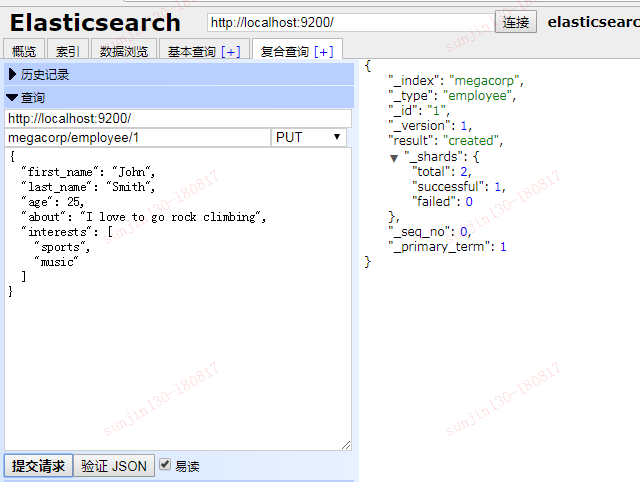 Elasticsearch
http://localhost:9200/
连接
elasticsearc
概览
索引
数据浏览
基本查询 [+]
复合查询 [+]
历史记录
查询
http://localhost:9200/
megacorp/employee/1
PUT
{
"first_name": "John",
"last_name": "Smith",
"age": 25,
"about": "I love to go rock climbing",
"interests": [
"sports",
"music"
]
}
提交请求
验证 JSON
易读
{
"_index": "megacorp",
"_type": "employee",
"_id": "1",
"_version": 1,
"result": "created",
"_shards": {
"total": 2,
"successful": 1,
"failed": 0
},
"_seq_no": 0,
"_primary_term": 1
}
sunjin130-180817
sunjin130-180817
sunjin130-180817
sunjin130-180817
sunjin130-180817
sunjin130-180817